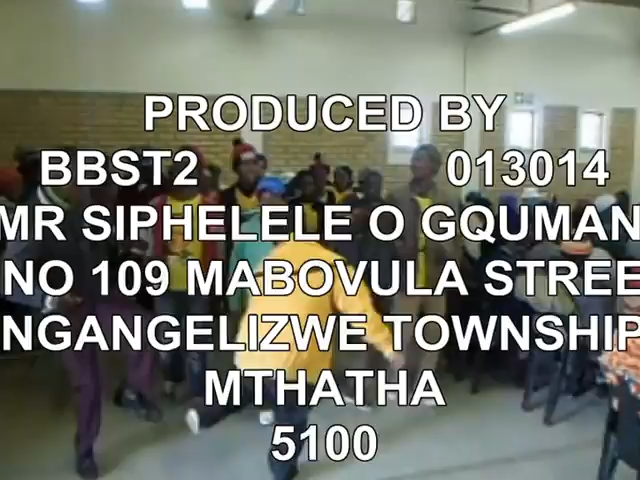 PRODUCED BY
BBST2 013014
MR SIPHELELE O GQUMAN
NO 109 MABOVULA STREE
NGANGELIZWE TOWNSHIP
MTHATHA
5100